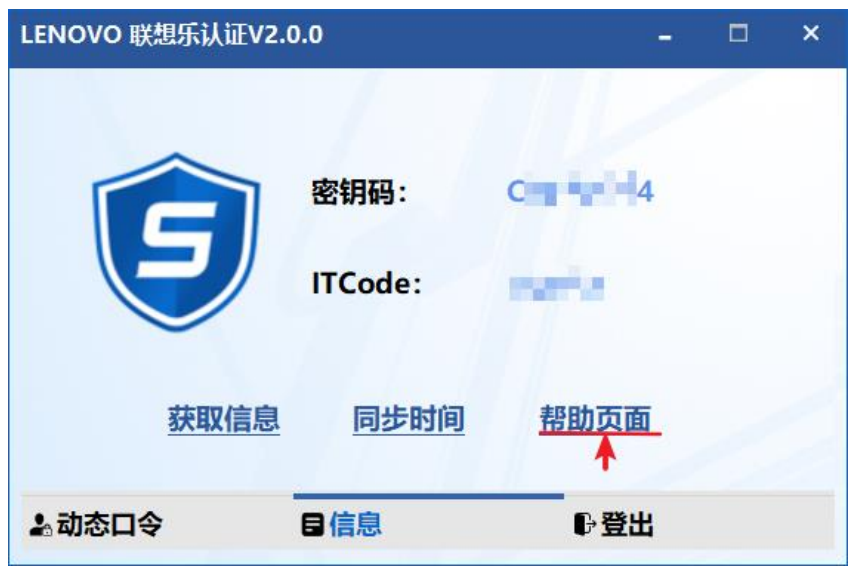 LENOVO 联想乐认证V2.0.0
密钥码：
ITCode：
获取信息 同步时间 帮助页面
动态口令 信息 登出